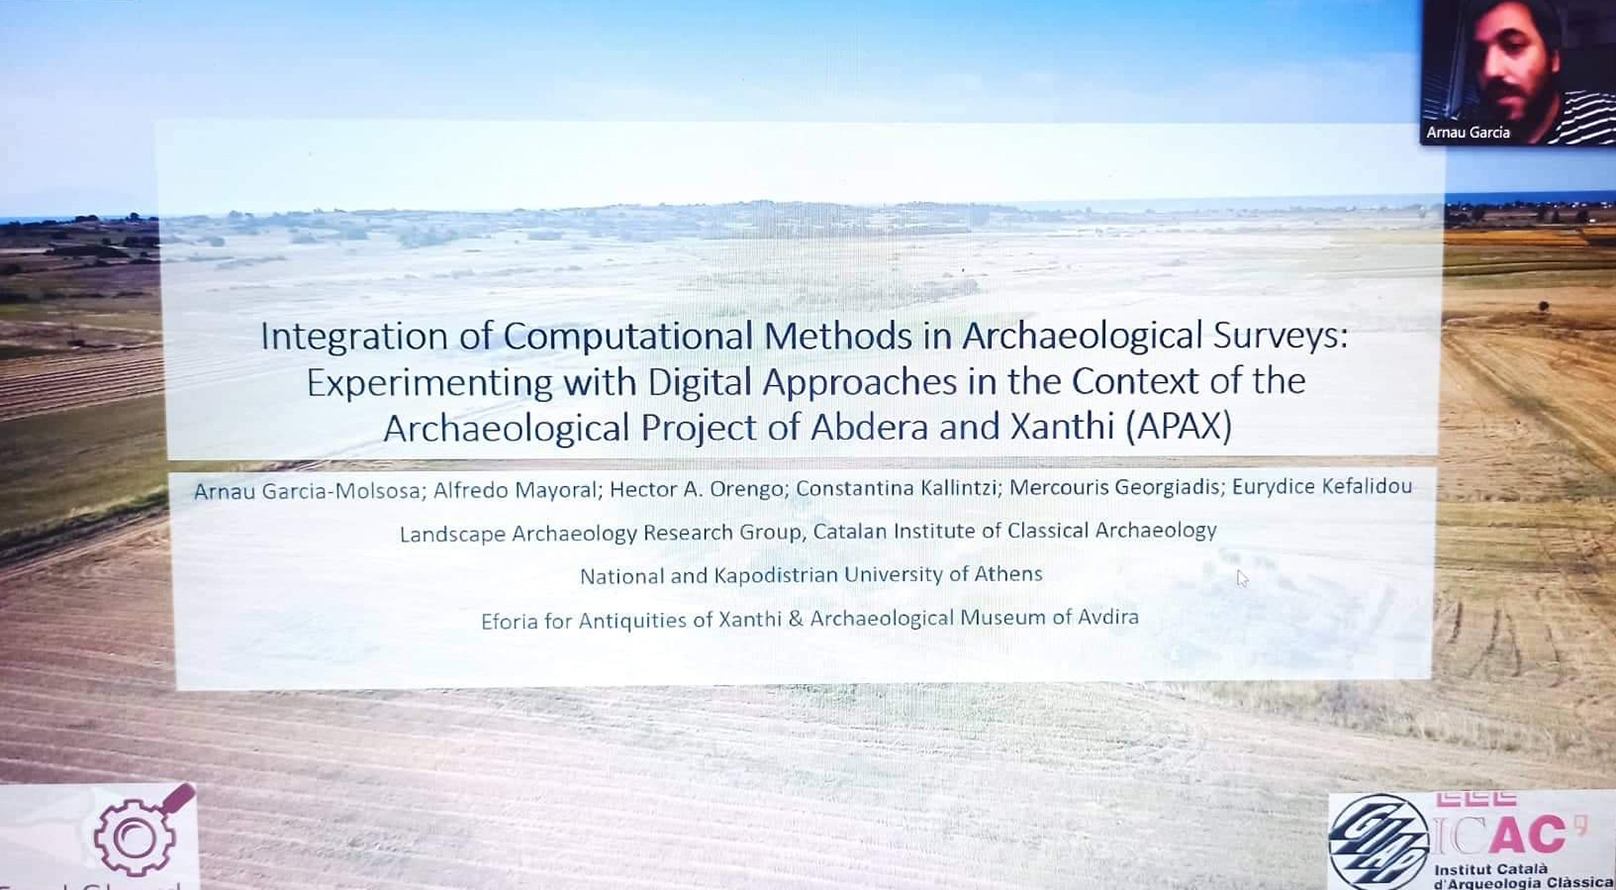 Arnau Garcia
Integration of Computational Methods in Archaeological Surveys:
Experimenting with Digital Approaches in the Context of the
Archaeological Project of Abdera and Xanthi (APAX)
Arnau Garcia-Molsosa; Alfredo Mayoral; Hector A. Orengo; Constantina Kallintzi; Mercouris Georgiadis; Eurydice Kefalidou
Landscape Archaeology Research Group, Catalan Institute of Classical Archaeology
National and Kapodistrian University of Athens
Eforia for Antiquities of Xanthi & Archaeological Museum of Avdira
GIAP
ICAC
Institut Català
d'Arqueologia Clàssica